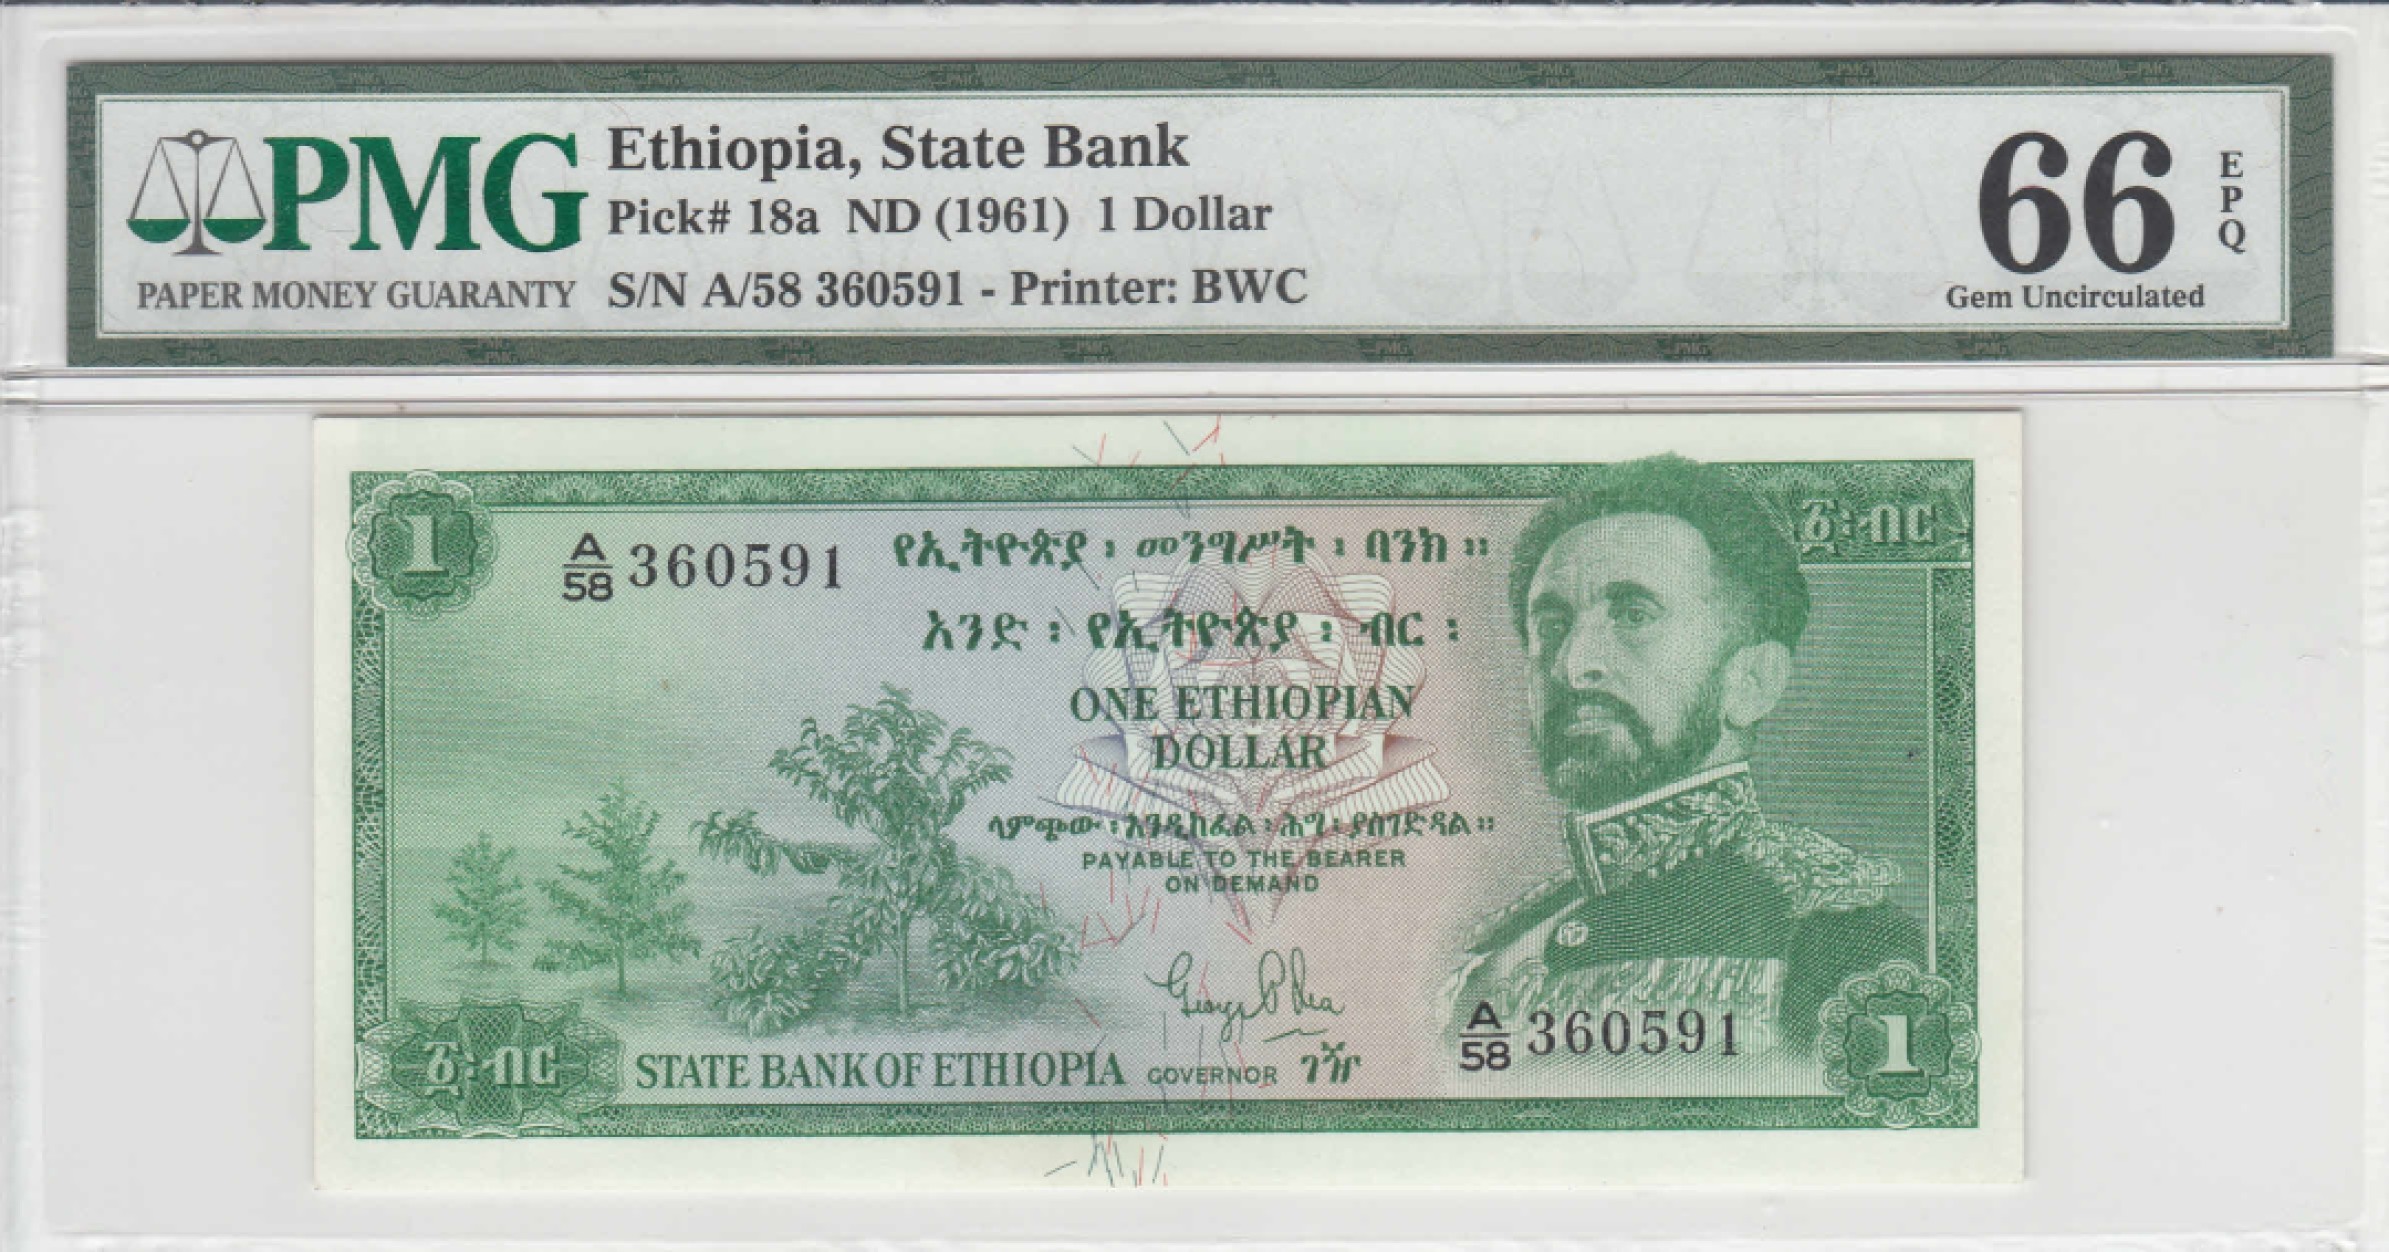 PMG
PAPER MONEY GUARANTY
Ethiopia, State Bank
Pick# 18a ND (1961) 1 Dollar
S/N A/58 360591 - Printer: BWC
66
EPQ
Gem Uncirculated
1
A/58 360591
የኢትዮጵያ ፡ መንግሥት ፡ ባንክ ።
፩፡ብር
አንድ ፡ የኢትዮጵያ ፡ ብር ፡
ONE ETHIOPIAN
DOLLAR
ላምጭው ፡ እንዲከፈል ፡ ሕግ ፡ ያስገድዳል ።
PAYABLE TO THE BEARER
ON DEMAND
፩፡ብር
STATE BANK OF ETHIOPIA
GOVERNOR ገዥ
A/58 360591
1